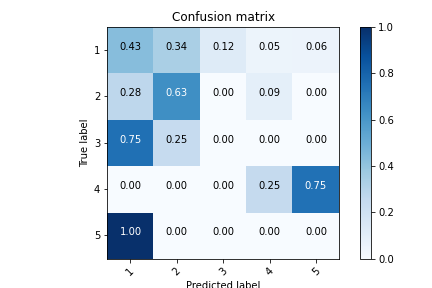 Confusion matrix
1.0
1 0.43 0.34 0.12 0.05 0.06
0.8
2 0.28 0.63 0.00 0.09 0.00
0.6
True label
3 0.75 0.25 0.00 0.00 0.00
0.4
4 0.00 0.00 0.00 0.25 0.75
0.2
5 1.00 0.00 0.00 0.00 0.00
0.0
1 2 3 4 5
Predicted label